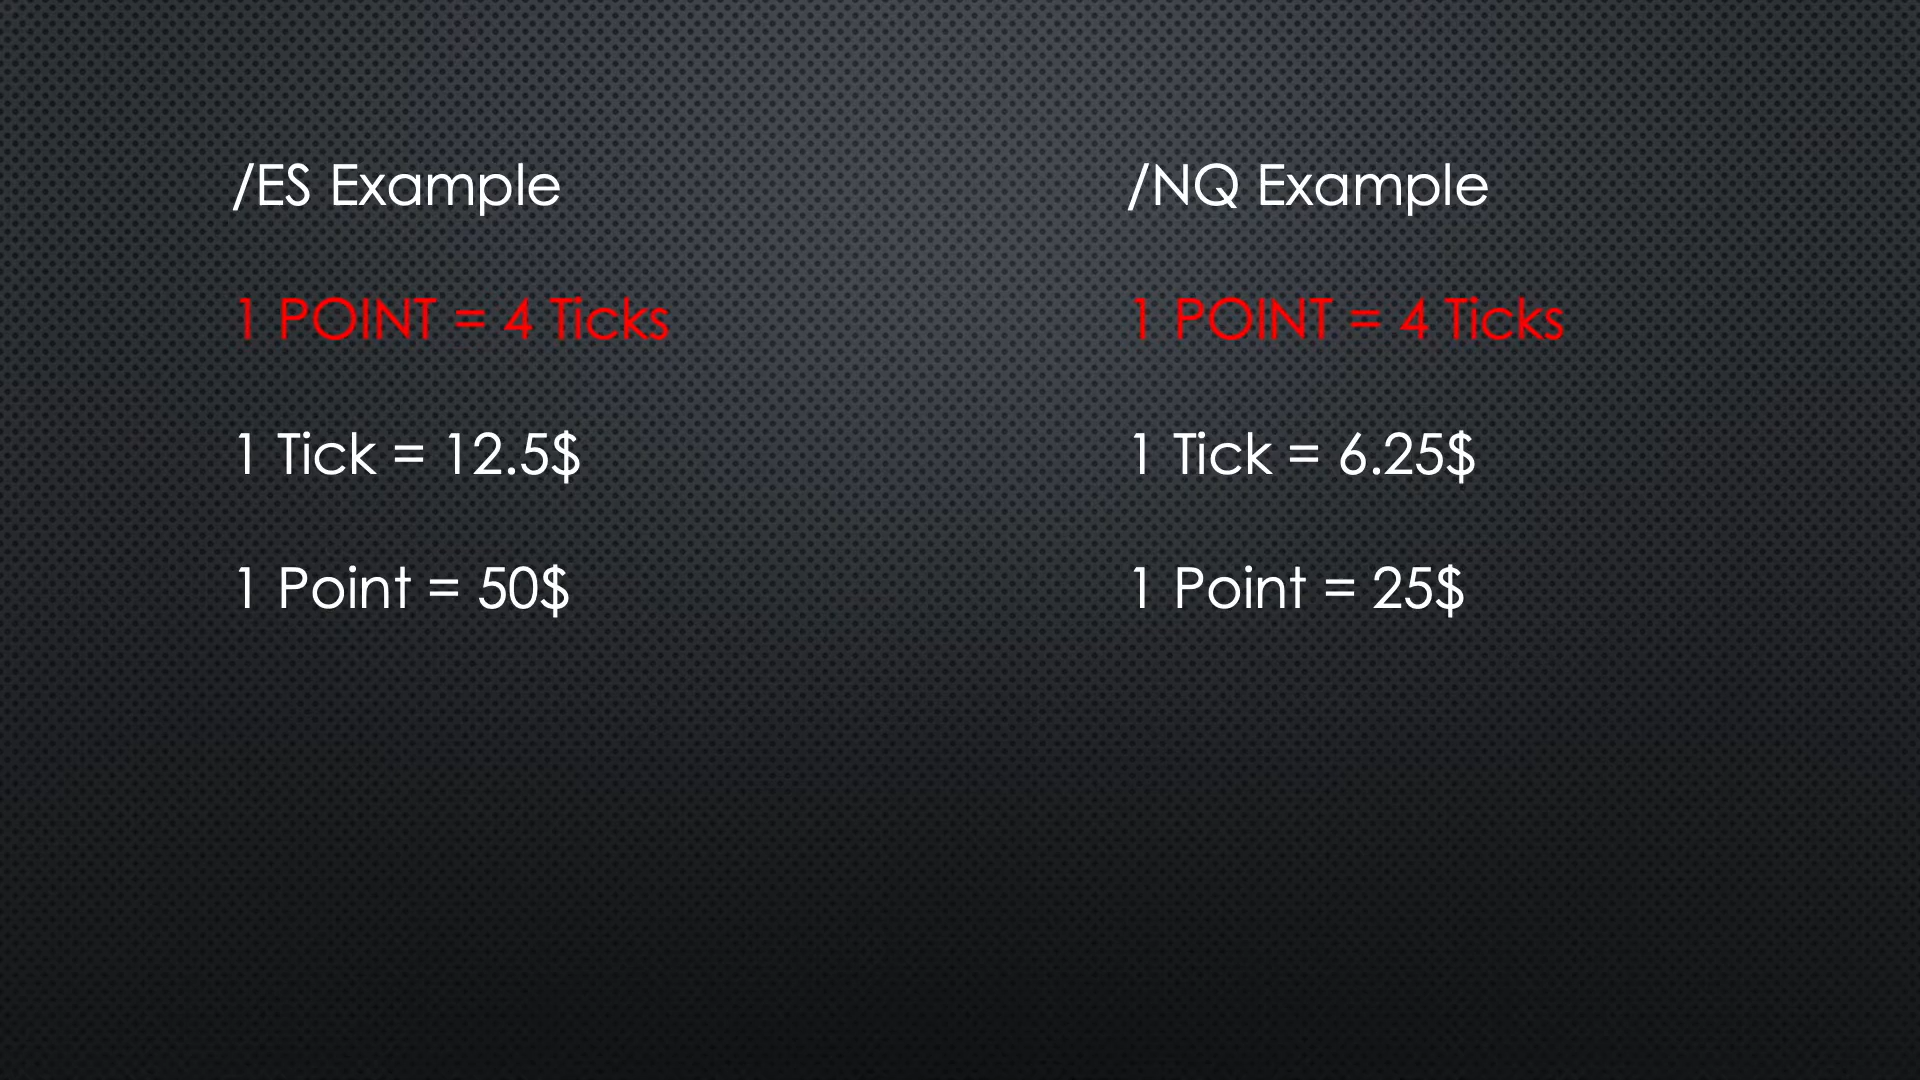 /ES Example
1 POINT = 4 Ticks
1 Tick = 12.5$
1 Point = 50$
/NQ Example
1 POINT = 4 Ticks
1 Tick = 6.25$
1 Point = 25$